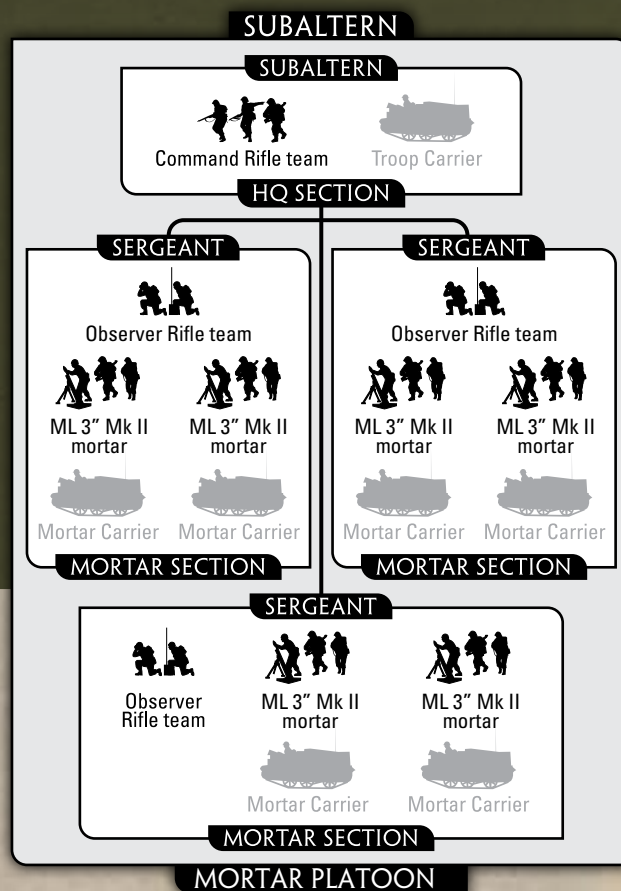 SUBALTERN
SUBALTERN
Command Rifle team
Troop Carrier
HQ SECTION
SERGEANT
Observer Rifle team
ML 3” Mk II
mortar
ML 3” Mk II
mortar
Mortar Carrier
Mortar Carrier
MORTAR SECTION
SERGEANT
Observer Rifle team
ML 3” Mk II
mortar
ML 3” Mk II
mortar
Mortar Carrier
Mortar Carrier
MORTAR SECTION
SERGEANT
Observer
Rifle team
ML 3” Mk II
mortar
ML 3” Mk II
mortar
Mortar Carrier
Mortar Carrier
MORTAR SECTION
MORTAR PLATOON